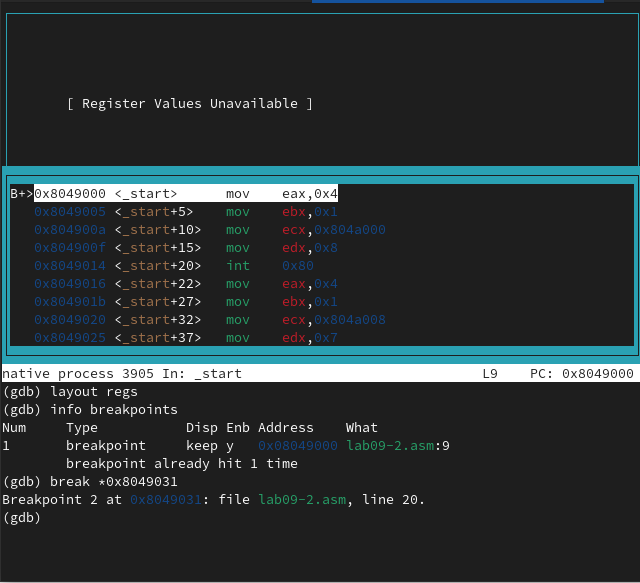 [ Register Values Unavailable ]
B+>0x8049000 <_start>      mov    eax,0x4
0x8049005 <_start+5>    mov    ebx,0x1
0x804900a <_start+10>   mov    ecx,0x804a000
0x804900f <_start+15>   mov    edx,0x8
0x8049014 <_start+20>   int    0x80
0x8049016 <_start+22>   mov    eax,0x4
0x804901b <_start+27>   mov    ebx,0x1
0x8049020 <_start+32>   mov    ecx,0x804a008
0x8049025 <_start+37>   mov    edx,0x7
native process 3905 In: _start                              L9    PC: 0x8049000
(gdb) layout regs
(gdb) info breakpoints
Num     Type           Disp Enb Address    What
1       breakpoint     keep y   0x08049000 lab09-2.asm:9
breakpoint already hit 1 time
(gdb) break *0x8049031
Breakpoint 2 at 0x8049031: file lab09-2.asm, line 20.
(gdb)